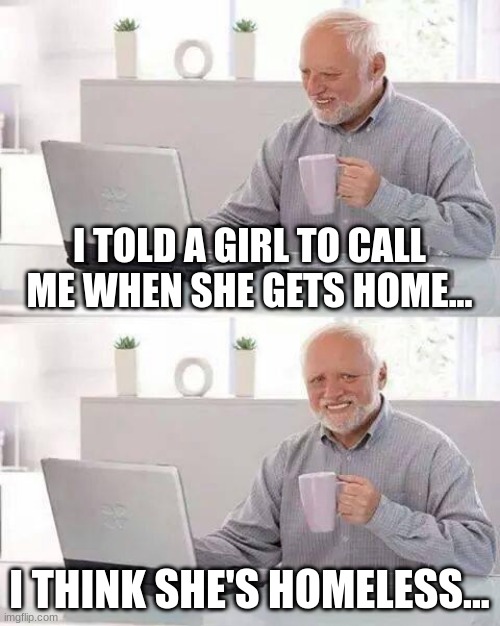 I TOLD A GIRL TO CALL
ME WHEN SHE GETS HOME...
I THINK SHE'S HOMELESS...
imgflip.com